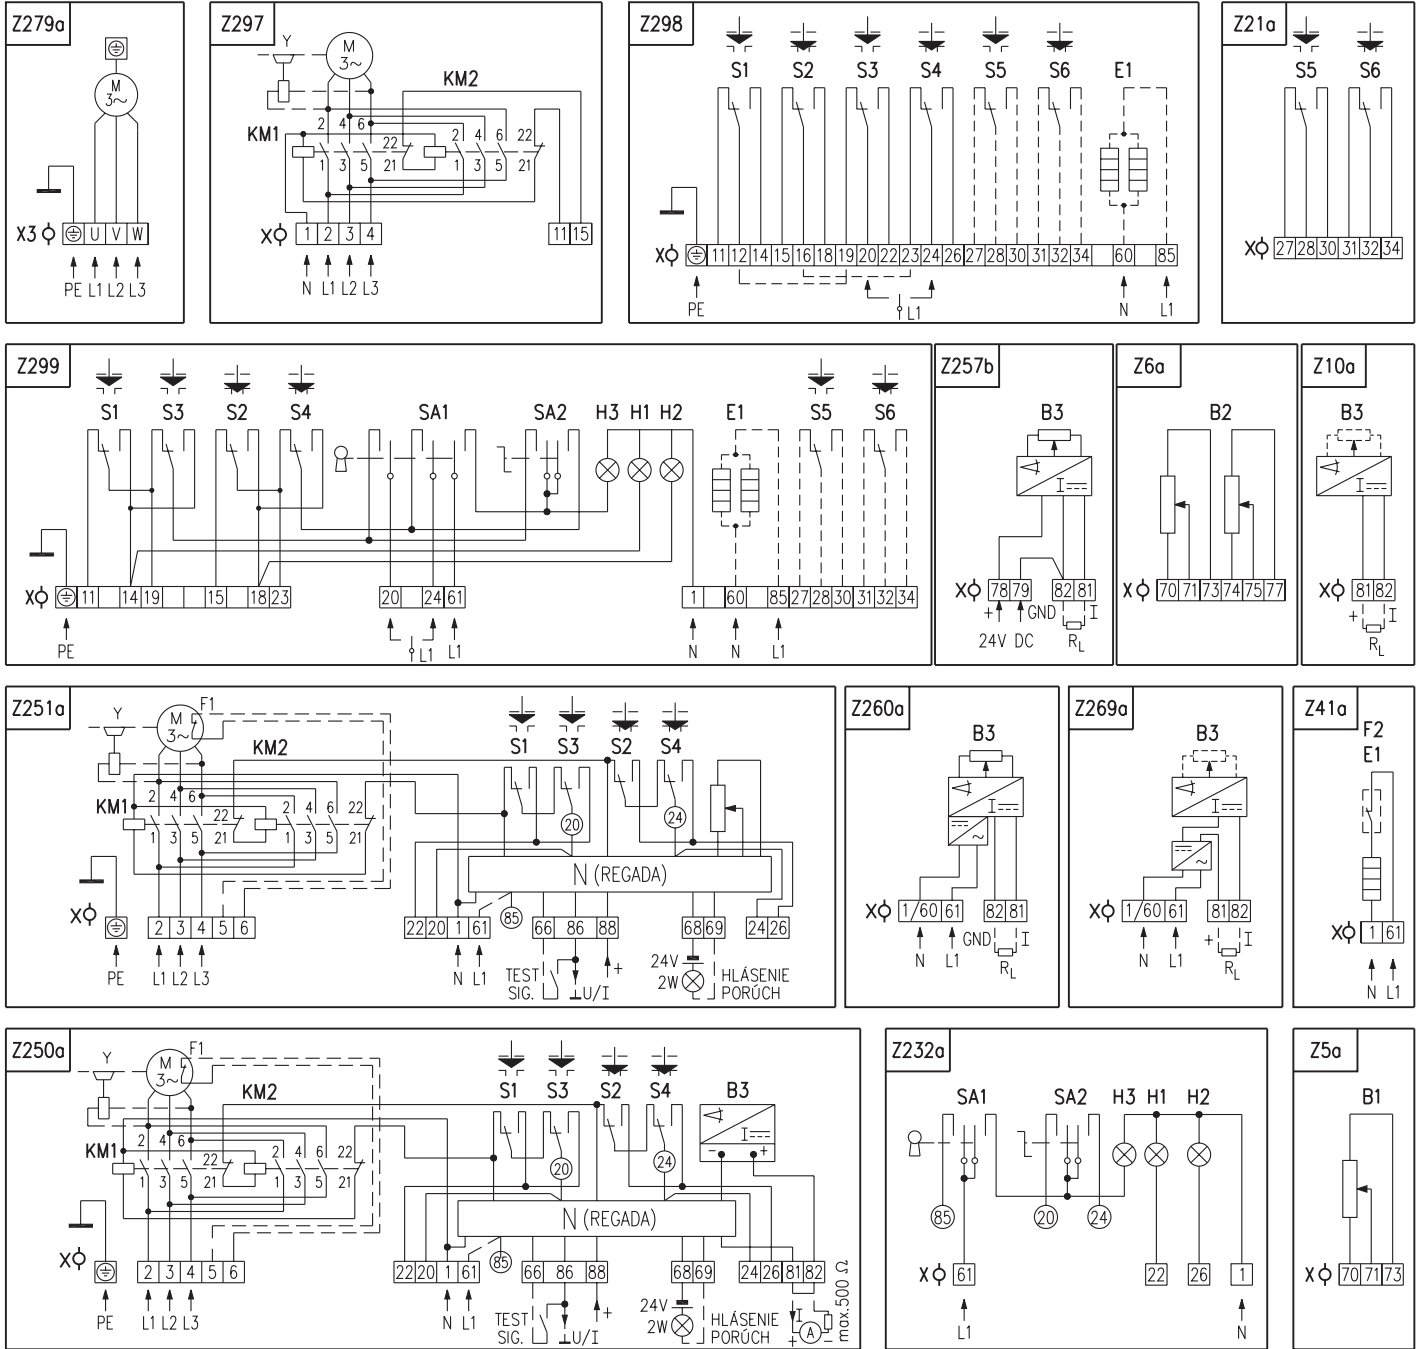 Z279a
M
3~
X3
U V W
PE L1 L2 L3
Z297
Y
M
3~
KM2
2 4 6
22
2 4 6 22
KM1
1 3 5 21
1 3 5 21
X
1 2 3 4
11 15
N L1 L2 L3
Z298
S1 S2 S3 S4 S5 S6 E1
X
11 12 14 15 16 18 19 20 22 23 24 26 27 28 30 31 32 34 60 85
PE
L1
N
L1
Z21a
S5 S6
X
27 28 30 31 32 34
Z299
S1 S3 S2 S4 SA1 SA2 H3 H1 H2 E1 S5 S6
X
11 14 19 15 18 23 20 24 61 1 60 85 27 28 30 31 32 34
PE
L1 L1
N N L1
Z257b
B3
I
X
78 79 82 81
+ GND I
24V DC RL
Z6a
B2
X
70 71 73 74 75 77
Z10a
B3
I
X
81 82
+ I
RL
Z251a
Y
M
3~
F1
KM2
S1 S3 S2 S4
2 4 6
22
2 4 6 22
KM1
1 3 5 21
1 3 5 21
20
24
N (REGADA)
X
2 3 4 5 6
22 20 1 61
85
66 86 88
68 69
24 26
PE L1 L2 L3
N L1
TEST
SIG.
+
U/I
24V
2W
HLÁSENIE
PORÚCH
Z260a
B3
I
~
X
1/60 61 82 81
GND I
N L1 RL
Z269a
B3
I
~
X
1/60 61 81 82
+ I
N L1 RL
Z41a
F2
E1
X
1 61
N L1
Z250a
Y
M
3~
F1
KM2
S1 S3 S2 S4 B3
I
- +
2 4 6
22
2 4 6 22
KM1
1 3 5 21
1 3 5 21
20
24
N (REGADA)
X
2 3 4 5 6
22 20 1 61
85
66 86 88
68 69
24 26 81 82
PE L1 L2 L3
N L1
TEST
SIG.
+
U/I
24V
2W
HLÁSENIE
PORÚCH
I
+ A
max.500 Ω
Z232a
SA1 SA2 H3 H1 H2
85 20 24
X
61 22 26 1
L1 N
Z5a
B1
X
70 71 73